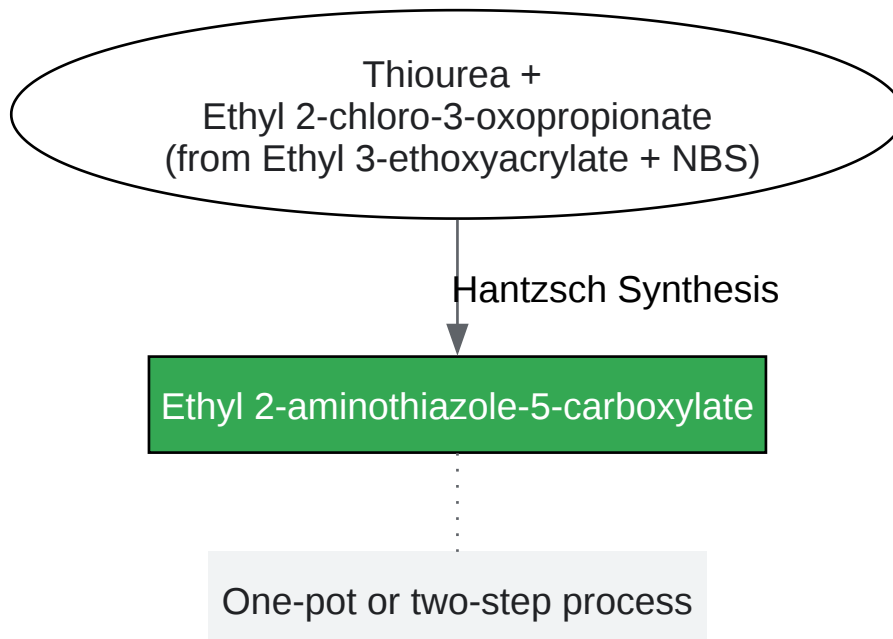 Thiourea +
Ethyl 2-chloro-3-oxopropionate
(from Ethyl 3-ethoxyacrylate + NBS)
Hantzsch Synthesis
Ethyl 2-aminothiazole-5-carboxylate
One-pot or two-step process